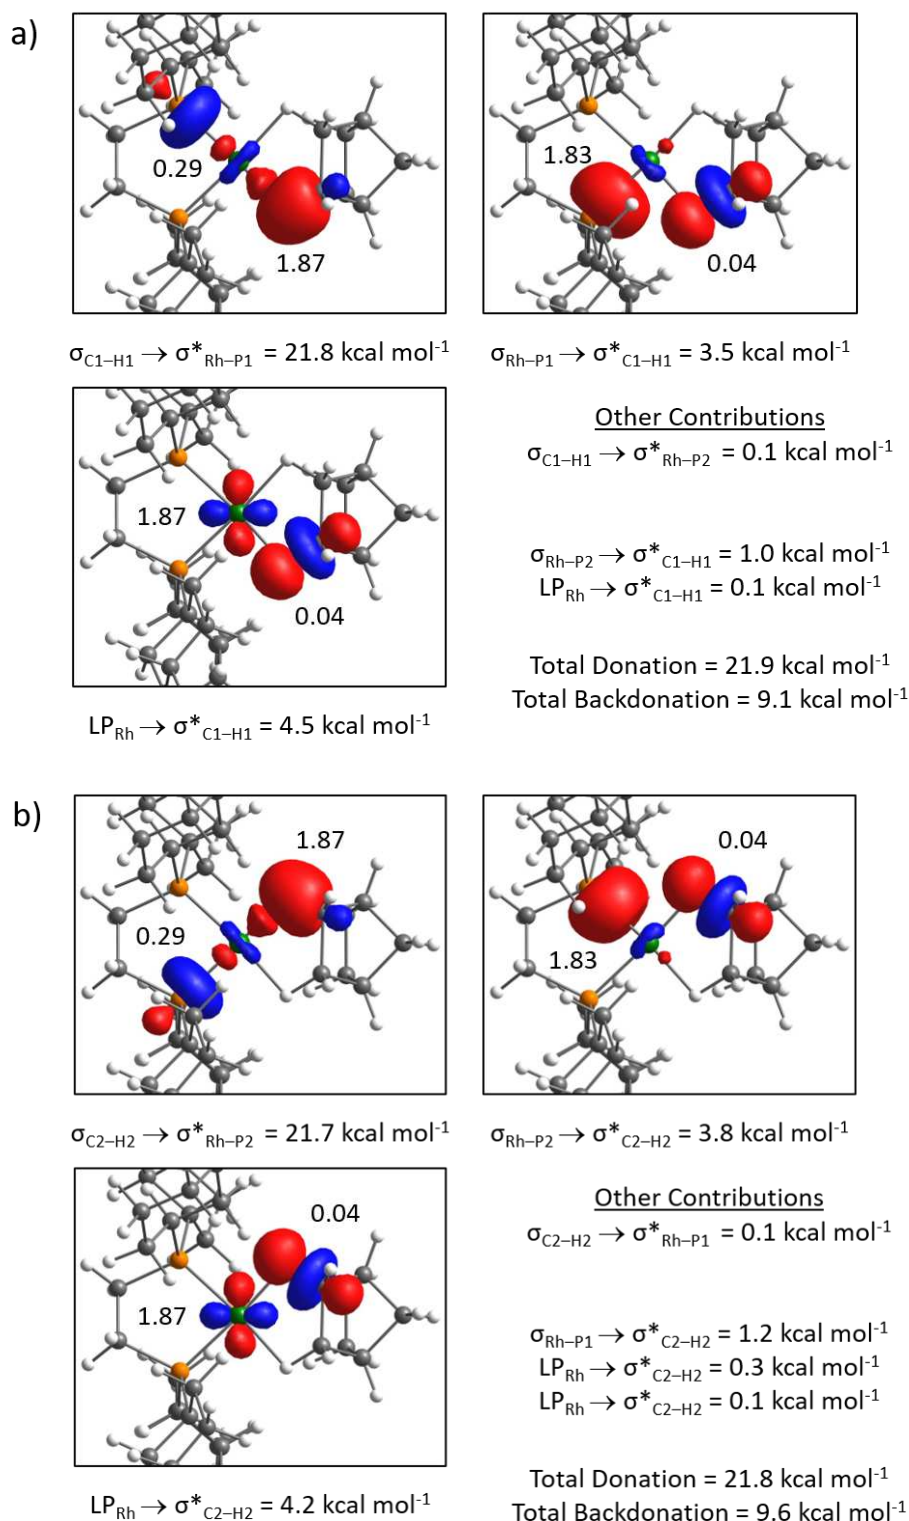 a)
0.29
1.87
1.83
0.04
σC1–H1 → σ*Rh–P1 = 21.8 kcal mol-1
σRh–P1 → σ*C1–H1 = 3.5 kcal mol-1
1.87
0.04
LPRh → σ*C1–H1 = 4.5 kcal mol-1
Other Contributions
σC1–H1 → σ*Rh–P2 = 0.1 kcal mol-1
σRh–P2 → σ*C1–H1 = 1.0 kcal mol-1
LPRh → σ*C1–H1 = 0.1 kcal mol-1
Total Donation = 21.9 kcal mol-1
Total Backdonation = 9.1 kcal mol-1
b)
1.87
0.29
0.04
1.83
σC2–H2 → σ*Rh–P2 = 21.7 kcal mol-1
σRh–P2 → σ*C2–H2 = 3.8 kcal mol-1
0.04
1.87
LPRh → σ*C2–H2 = 4.2 kcal mol-1
Other Contributions
σC2–H2 → σ*Rh–P1 = 0.1 kcal mol-1
σRh–P1 → σ*C2–H2 = 1.2 kcal mol-1
LPRh → σ*C2–H2 = 0.3 kcal mol-1
LPRh → σ*C2–H2 = 0.1 kcal mol-1
Total Donation = 21.8 kcal mol-1
Total Backdonation = 9.6 kcal mol-1